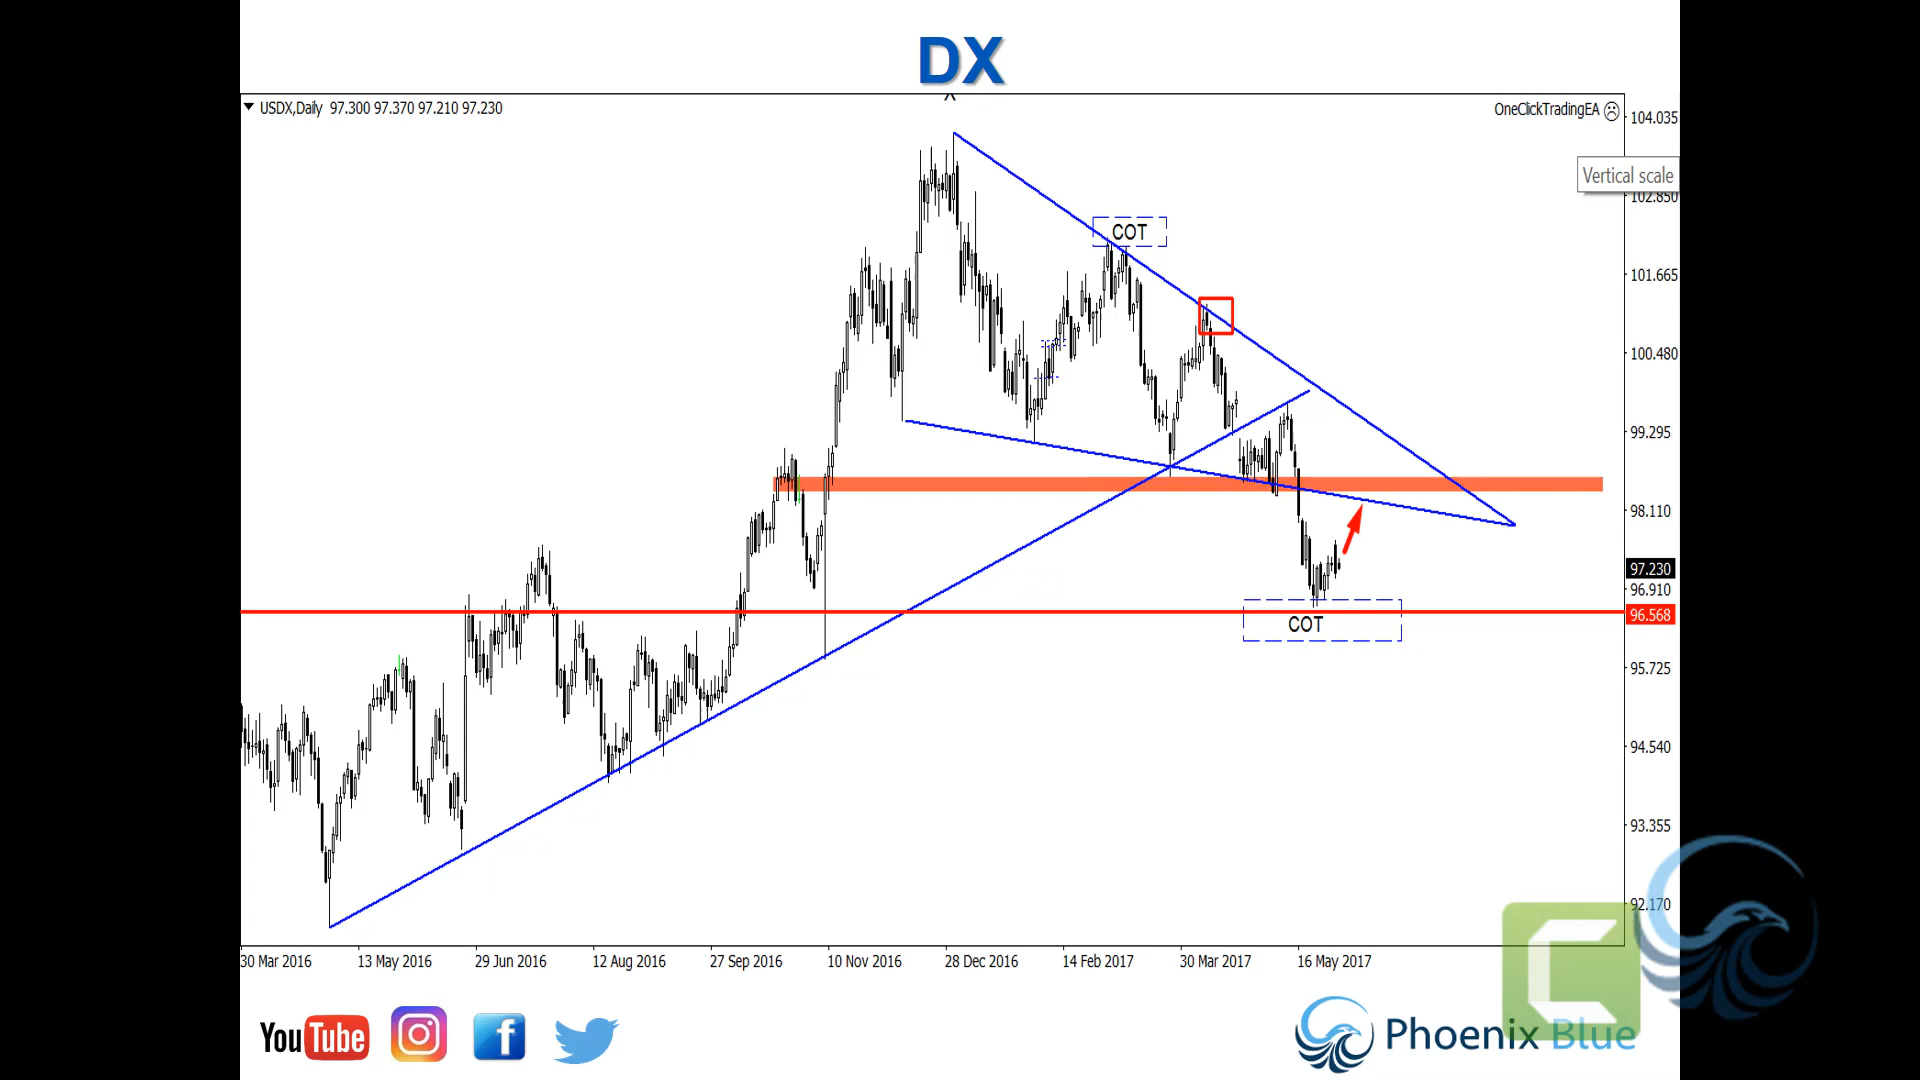 DX
USDX,Daily 97.300 97.370 97.210 97.230
OneClickTradingEA
104.035
Vertical scale
102.850
COT
101.665
100.480
99.295
98.110
97.230
96.910
96.568
COT
95.725
94.540
93.355
92.170
30 Mar 2016 13 May 2016 29 Jun 2016 12 Aug 2016 27 Sep 2016 10 Nov 2016 28 Dec 2016 14 Feb 2017 30 Mar 2017 16 May 2017
YouTube
Phoenix Blue